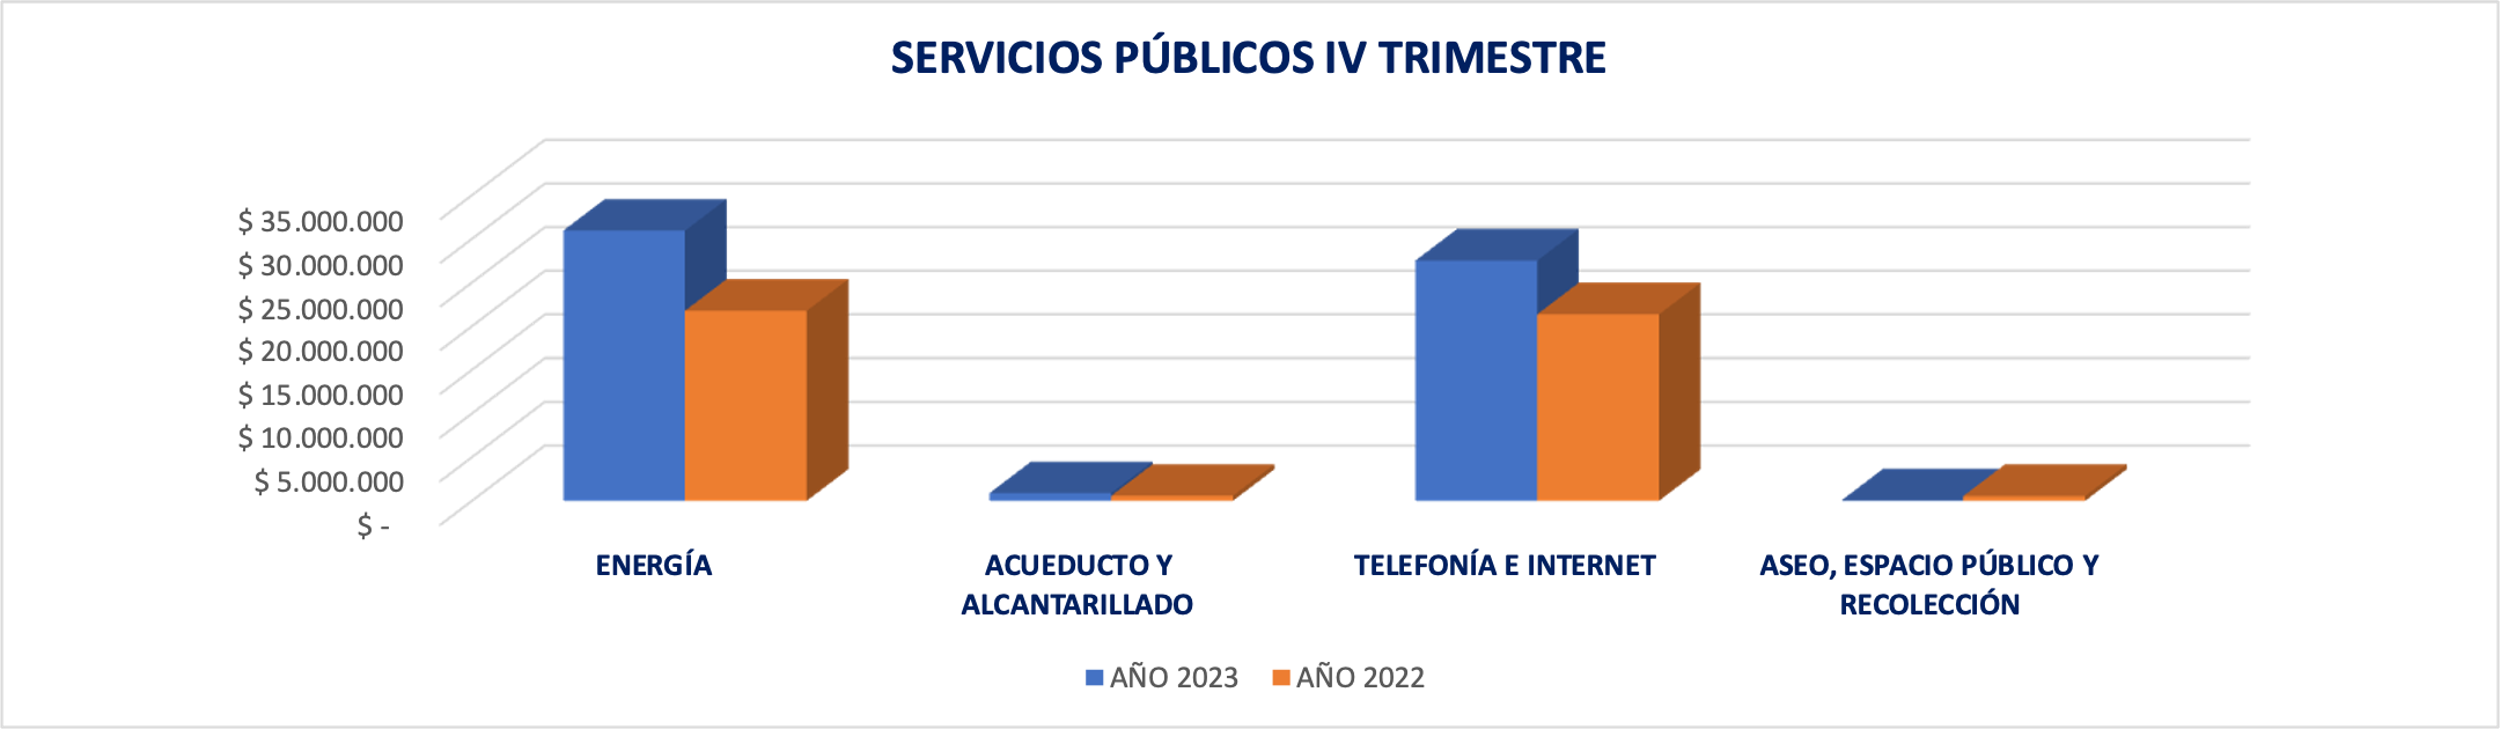 SERVICIOS PÚBLICOS IV TRIMESTRE
$ 35.000.000
$ 30.000.000
$ 25.000.000
$ 20.000.000
$ 15.000.000
$ 10.000.000
$ 5.000.000
$ -
ENERGÍA
ACUEDUCTO Y
ALCANTARILLADO
TELEFONÍA E INTERNET
ASEO, ESPACIO PÚBLICO Y
RECOLECCIÓN
AÑO 2023
AÑO 2022